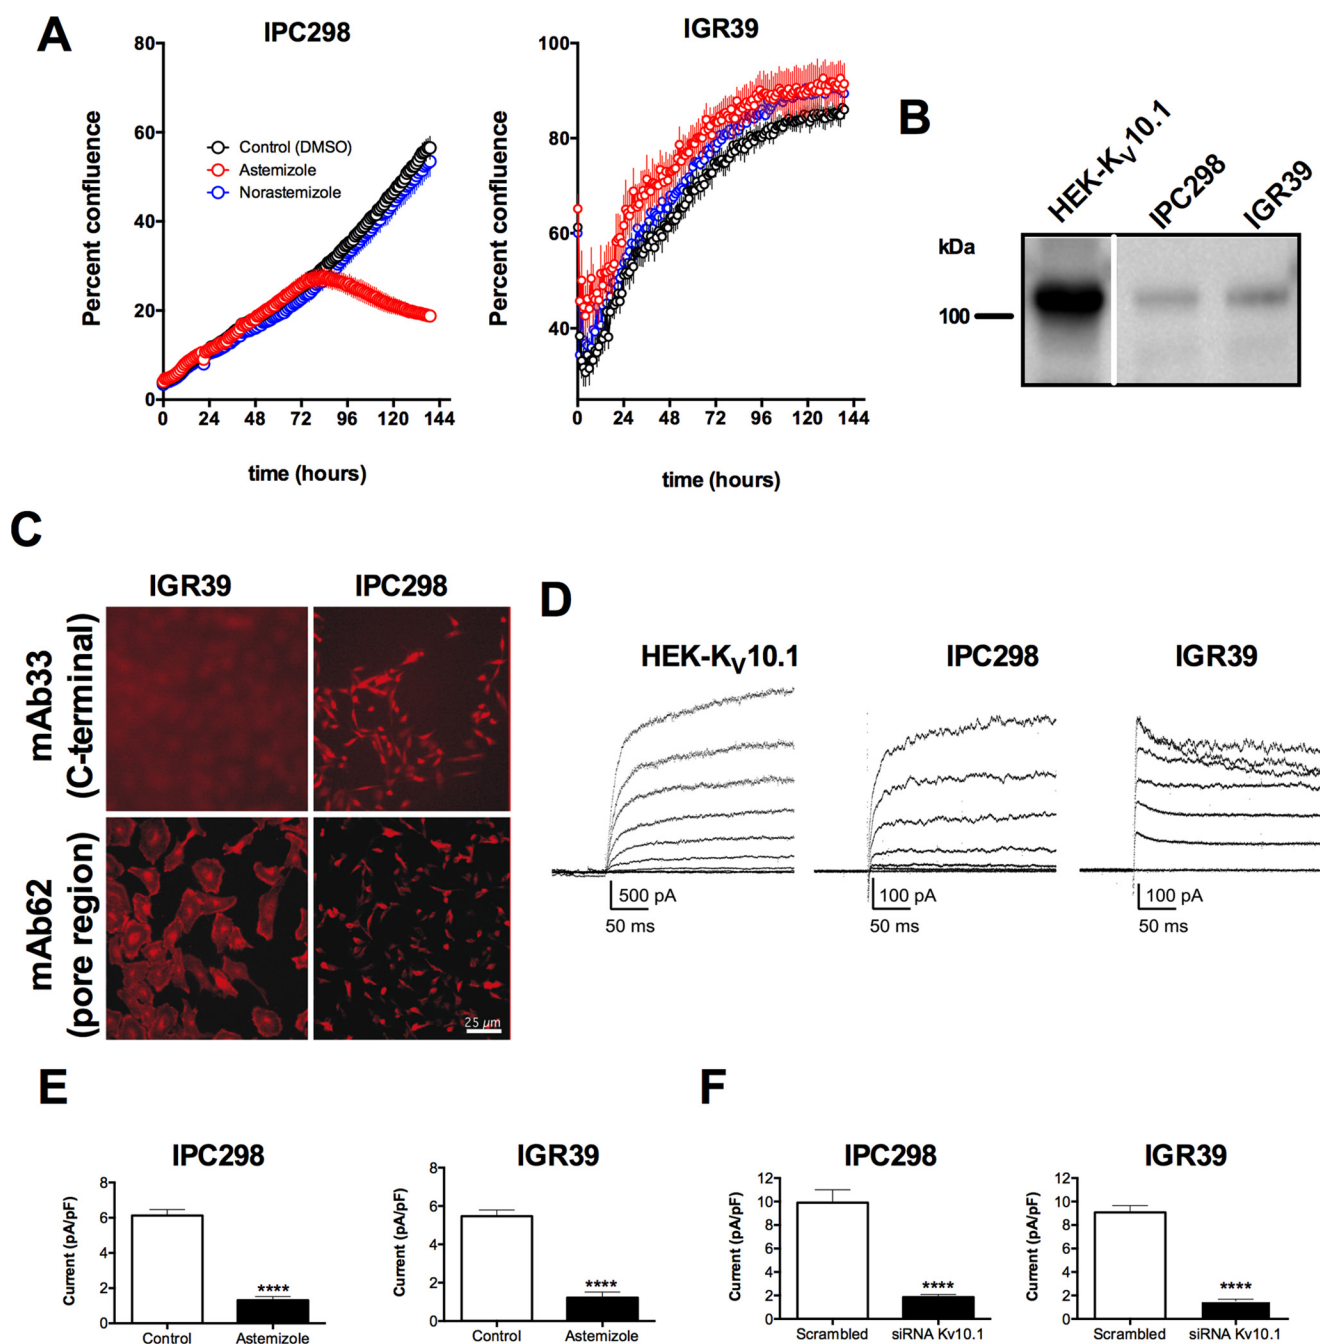 A
IPC298
80
60
40
20
0
Percent confluence
Control (DMSO)
Astemizole
Norastemizole
0 24 48 72 96 120 144
time (hours)
IGR39
100
80
60
40
Percent confluence
0 24 48 72 96 120 144
time (hours)
B
HEK-KV10.1
IPC298
IGR39
kDa
100
C
IGR39
IPC298
mAb33
(C-terminal)
mAb62
(pore region)
25 µm
D
HEK-KV10.1
IPC298
IGR39
500 pA
50 ms
100 pA
50 ms
100 pA
50 ms
E
IPC298
8
6
4
2
0
Current (pA/pF)
****
Control
Astemizole
IGR39
8
6
4
2
0
Current (pA/pF)
****
Control
Astemizole
F
IPC298
12
10
8
6
4
2
0
Current (pA/pF)
****
Scrambled
siRNA Kv10.1
IGR39
12
10
8
6
4
2
0
Current (pA/pF)
****
Scrambled
siRNA Kv10.1